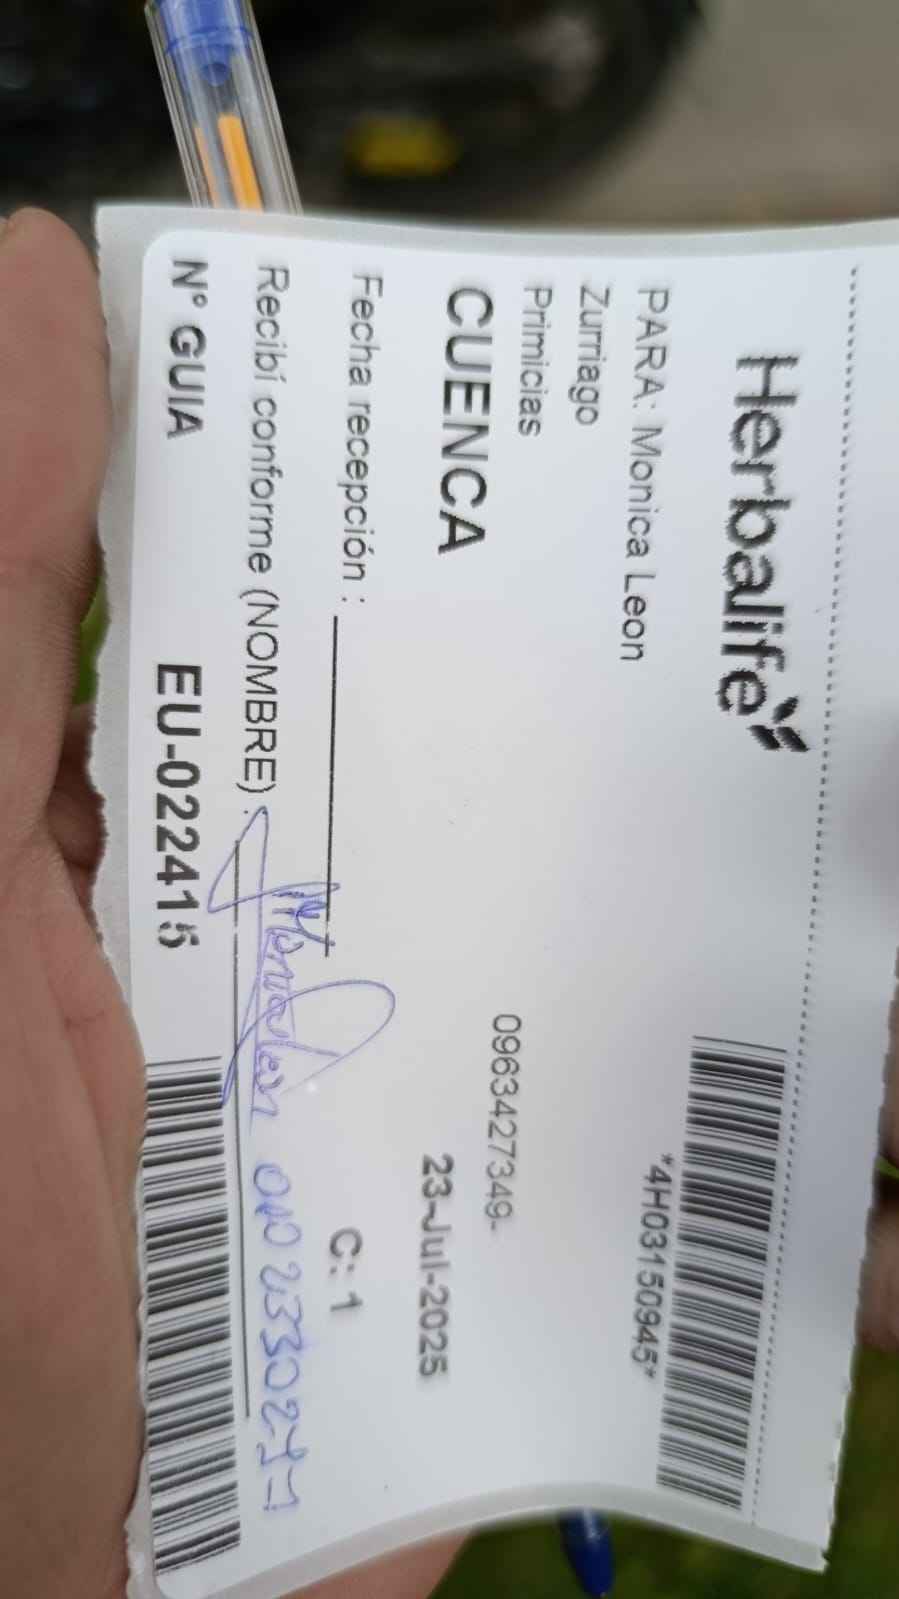 Herbalife
*4H03150945*
PARA: Monica Leon
Zurriago
Primicias
0963427349-
CUENCA
23-Jul-2025
Fecha recepción :
C: 1
Recibí conforme (NOMBRE) :
N° GUIA
EU-022415